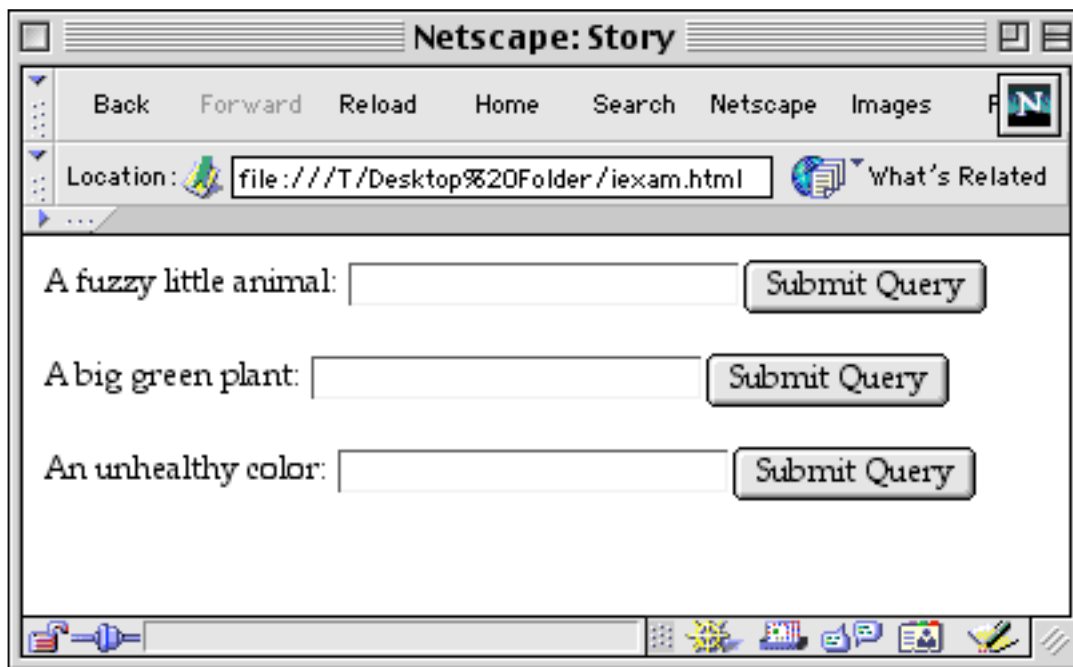 Netscape: Story
Back Forward Reload Home Search Netscape Images
N
Location: file:///T/Desktop%20Folder/iexam.html What's Related
...
A fuzzy little animal: Submit Query
A big green plant: Submit Query
An unhealthy color: Submit Query